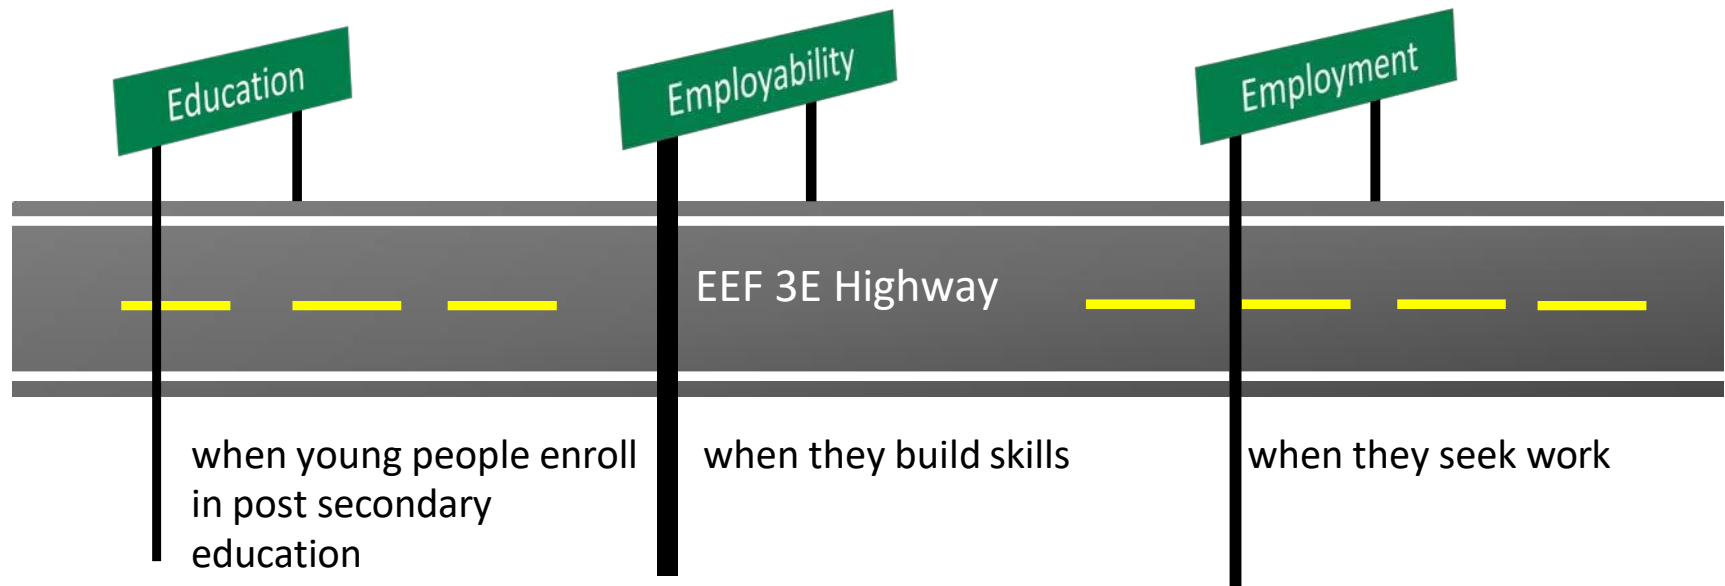 Education
Employability
Employment
EEF 3E Highway
when young people enroll
in post secondary
education
when they build skills
when they seek work